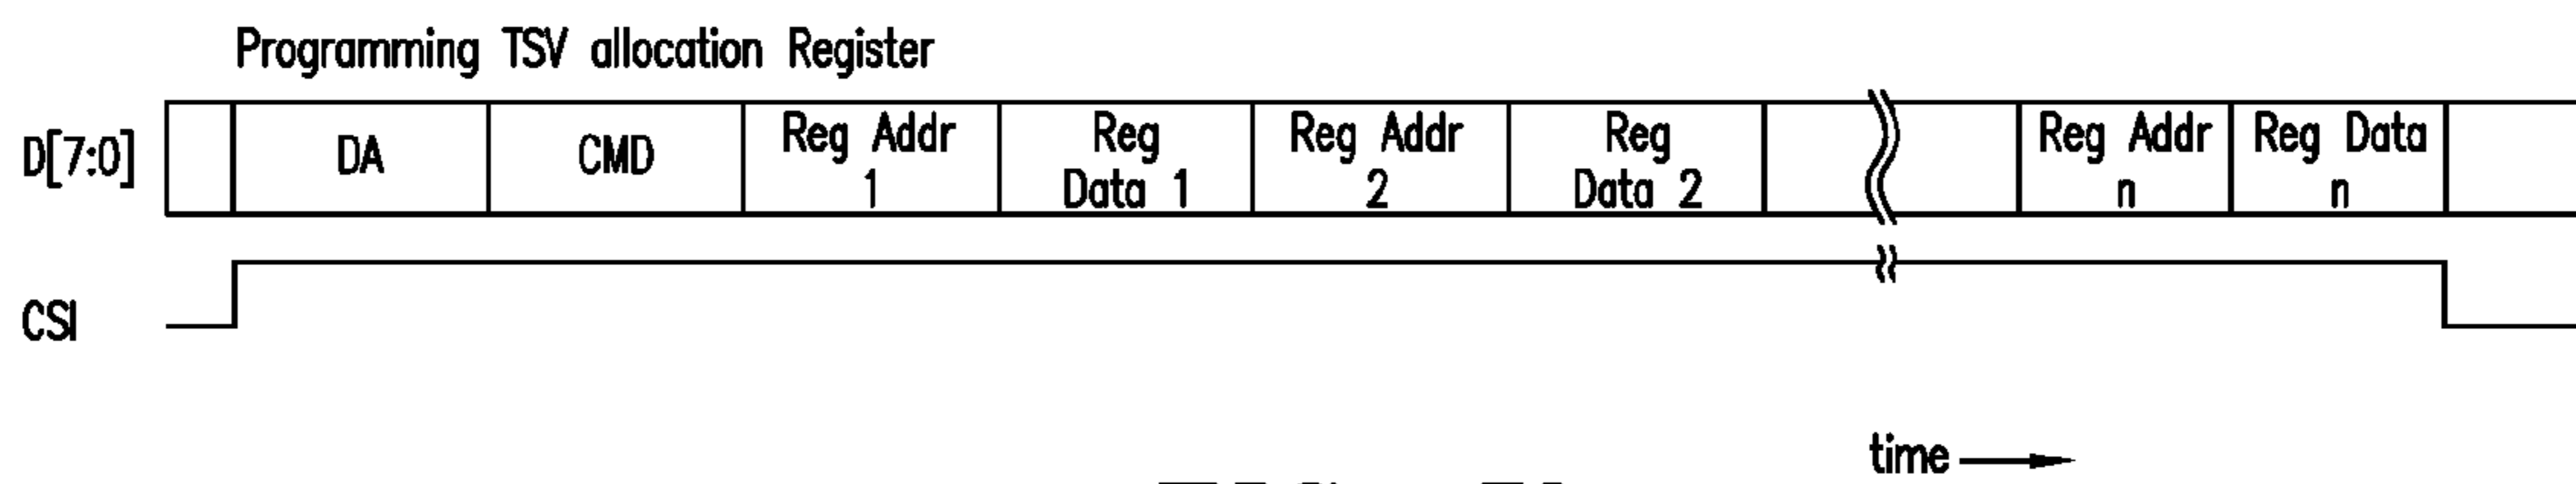 Programming TSV allocation Register
D[7:0] DA CMD Reg Addr 1 Reg Data 1 Reg Addr 2 Reg Data 2 Reg Addr n Reg Data n
CSI
time